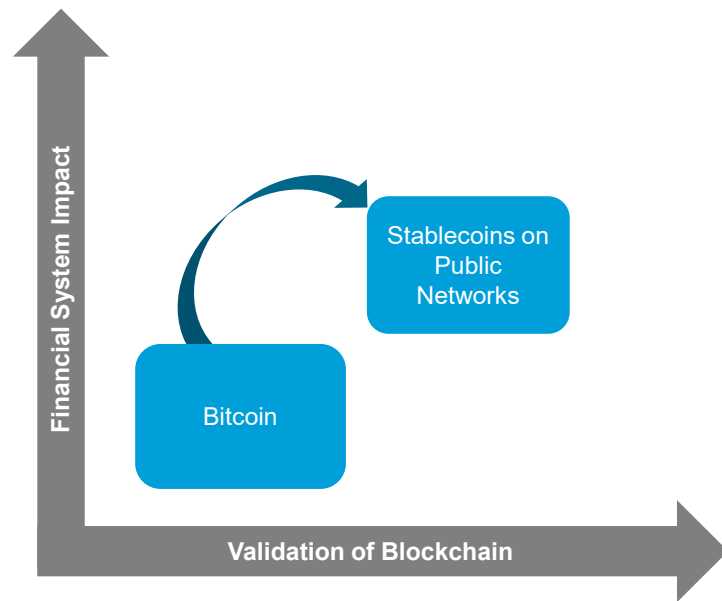 Financial System Impact
Stablecoins on
Public
Networks
Bitcoin
Validation of Blockchain